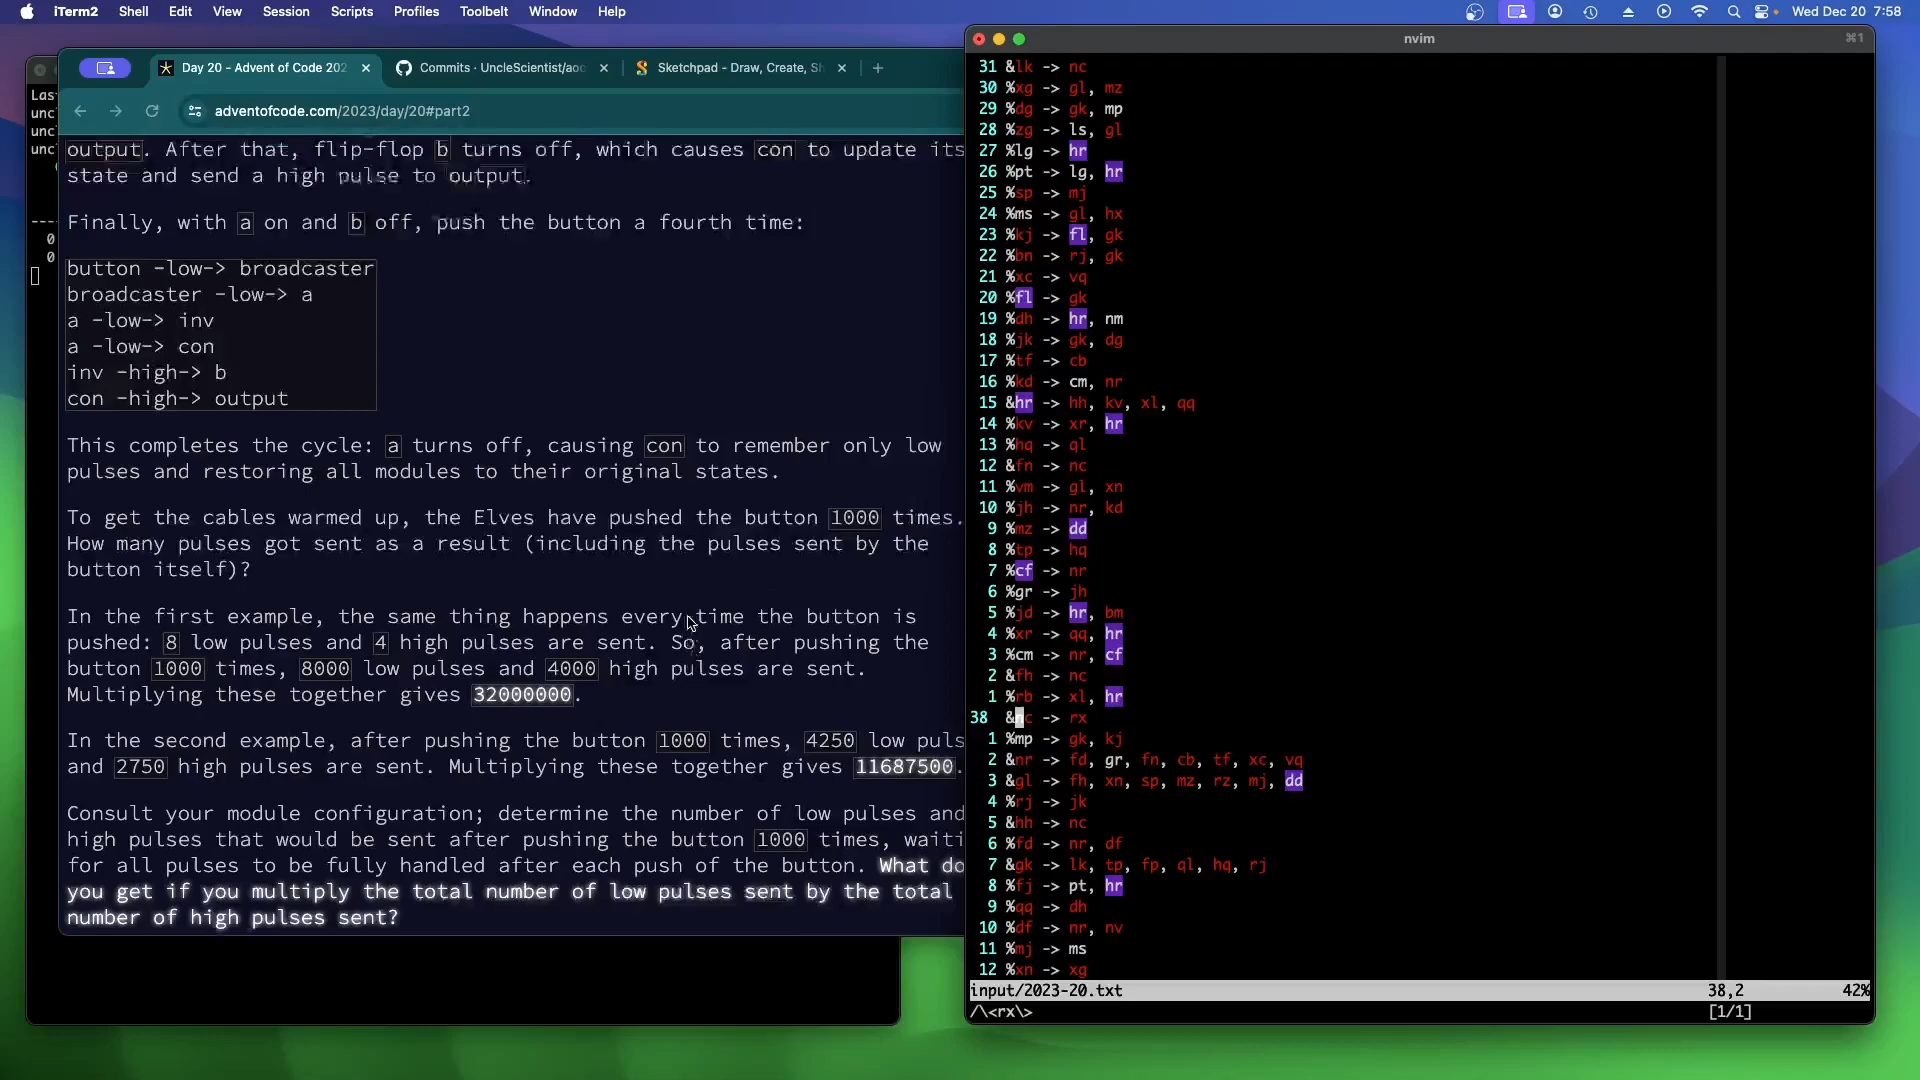 iTerm2 Shell Edit View Session Scripts Profiles Toolbelt Window Help Wed Dec 20 7:58
nvim ⌘1
Day 20 - Advent of Code 202 × Commits · UncleScientist/aoc × Sketchpad - Draw, Create, Sh × +
adventofcode.com/2023/day/20#part2
Las
unc
unc
unc
----
0
0
output. After that, flip-flop b turns off, which causes con to update its
state and send a high pulse to output.
Finally, with a on and b off, push the button a fourth time:
button -low-> broadcaster
broadcaster -low-> a
a -low-> inv
a -low-> con
inv -high-> b
con -high-> output
This completes the cycle: a turns off, causing con to remember only low
pulses and restoring all modules to their original states.
To get the cables warmed up, the Elves have pushed the button 1000 times.
How many pulses got sent as a result (including the pulses sent by the
button itself)?
In the first example, the same thing happens every time the button is
pushed: 8 low pulses and 4 high pulses are sent. So, after pushing the
button 1000 times, 8000 low pulses and 4000 high pulses are sent.
Multiplying these together gives 32000000.
In the second example, after pushing the button 1000 times, 4250 low puls
and 2750 high pulses are sent. Multiplying these together gives 11687500.
Consult your module configuration; determine the number of low pulses and
high pulses that would be sent after pushing the button 1000 times, waiti
for all pulses to be fully handled after each push of the button. What do
you get if you multiply the total number of low pulses sent by the total
number of high pulses sent?
31 &lk -> nc
30 %xg -> gl, mz
29 %dg -> gk, mp
28 %zg -> ls, gl
27 %lg -> hr
26 %pt -> lg, hr
25 %sp -> mj
24 %ms -> gl, hx
23 %kj -> fl, gk
22 %bn -> rj, gk
21 %xc -> vq
20 %fl -> gk
19 %dh -> hr, nm
18 %jk -> gk, dg
17 %tf -> cb
16 %kd -> cm, nr
15 &hr -> hh, kv, xl, qq
14 %kv -> xr, hr
13 %hq -> ql
12 &fn -> nc
11 %vm -> gl, xn
10 %jh -> nr, kd
9 %mz -> dd
8 %tp -> hq
7 %cf -> nr
6 %gr -> jh
5 %jd -> hr, bm
4 %xr -> qq, hr
3 %cm -> nr, cf
2 &fh -> nc
1 %rb -> xl, hr
38 &nc -> rx
1 %mp -> gk, kj
2 &nr -> fd, gr, fn, cb, tf, xc, vq
3 &gl -> fh, xn, sp, mz, rz, mj, dd
4 %rj -> jk
5 &hh -> nc
6 %fd -> nr, df
7 &gk -> lk, tp, fp, ql, hq, rj
8 %fj -> pt, hr
9 %qq -> dh
10 %df -> nr, nv
11 %mj -> ms
12 %xn -> xg
input/2023-20.txt 38,2 42%
/\<rx\> [1/1]